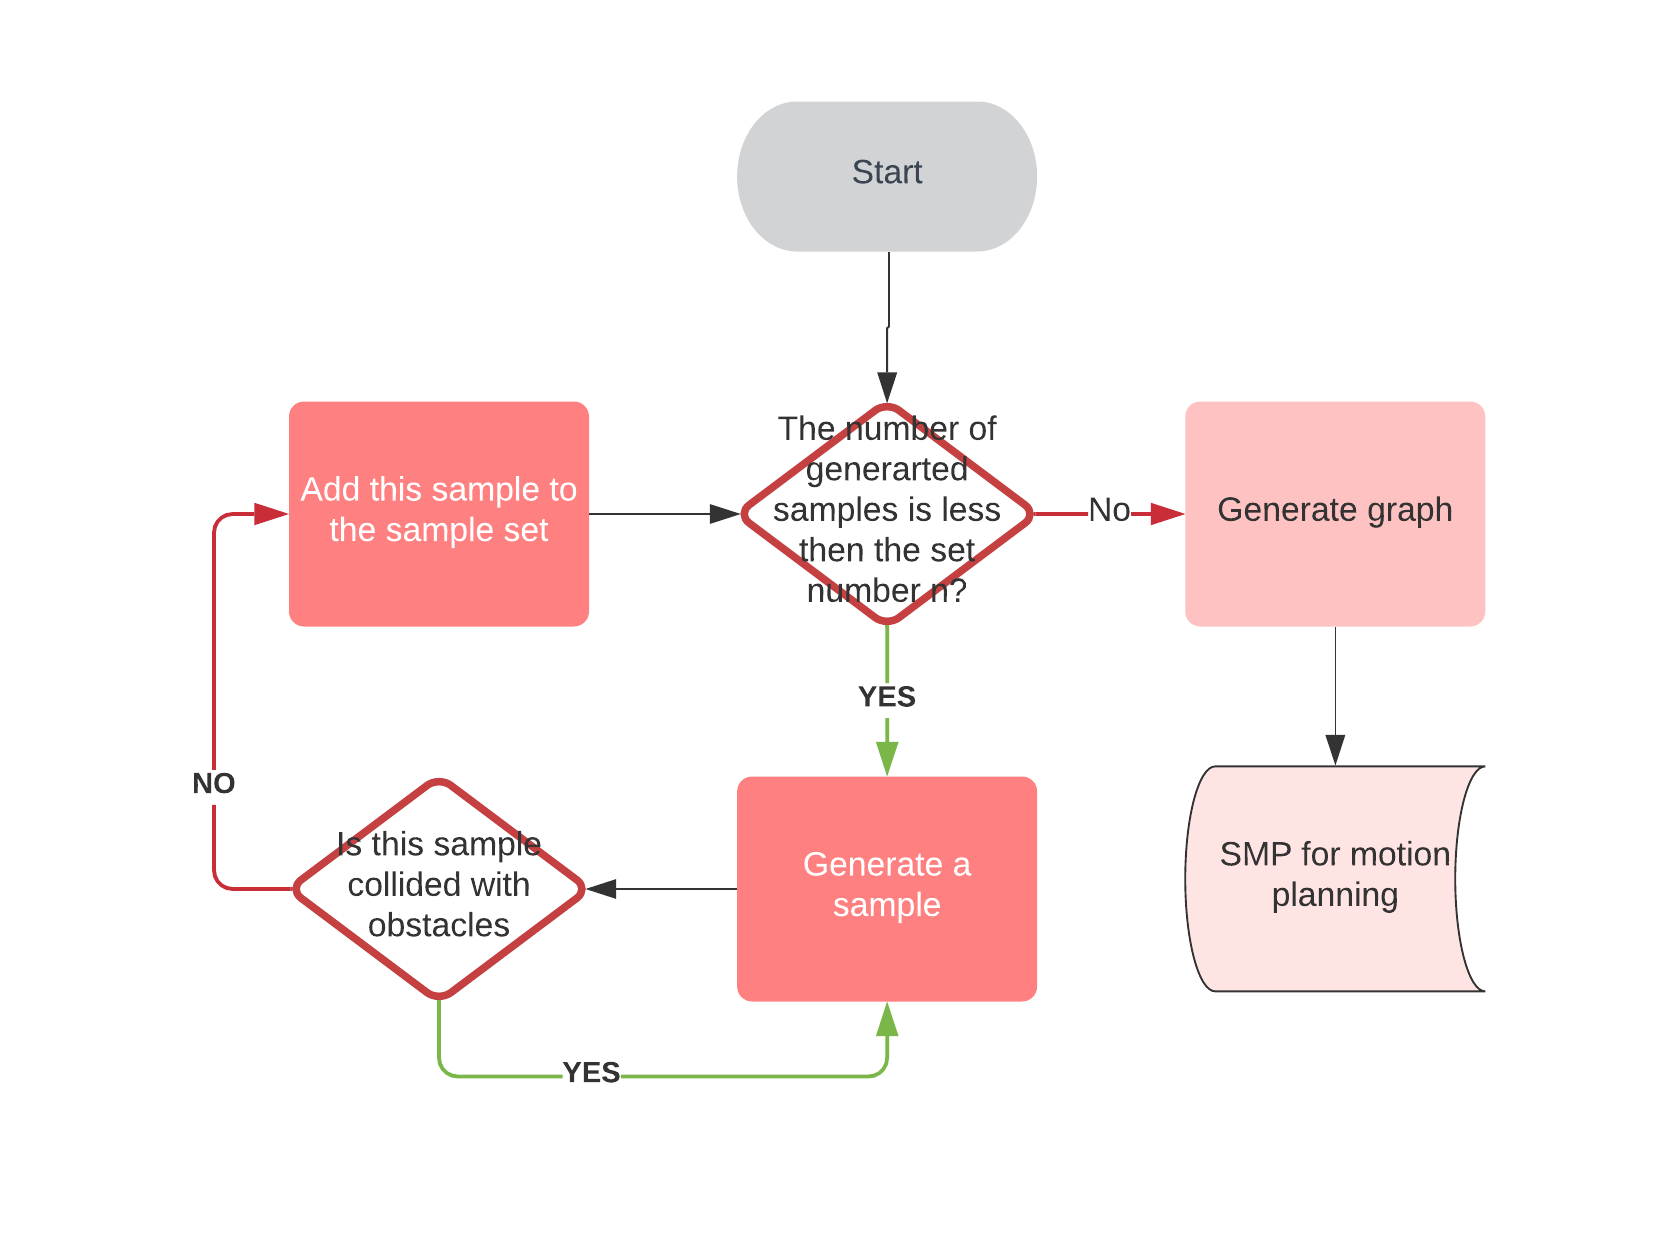 Start
The number of
generarted
samples is less
then the set
number n?
No
Generate graph
Add this sample to
the sample set
YES
NO
Is this sample
collided with
obstacles
Generate a
sample
SMP for motion
planning
YES